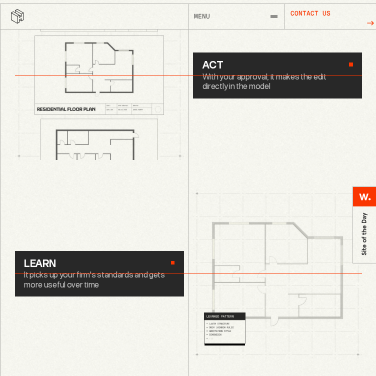 MENU
CONTACT US
ACT
With your approval, it makes the edit
directly in the model
RESIDENTIAL FLOOR PLAN
W.
Site of the Day
LEARN
It picks up your firm's standards and gets
more useful over time